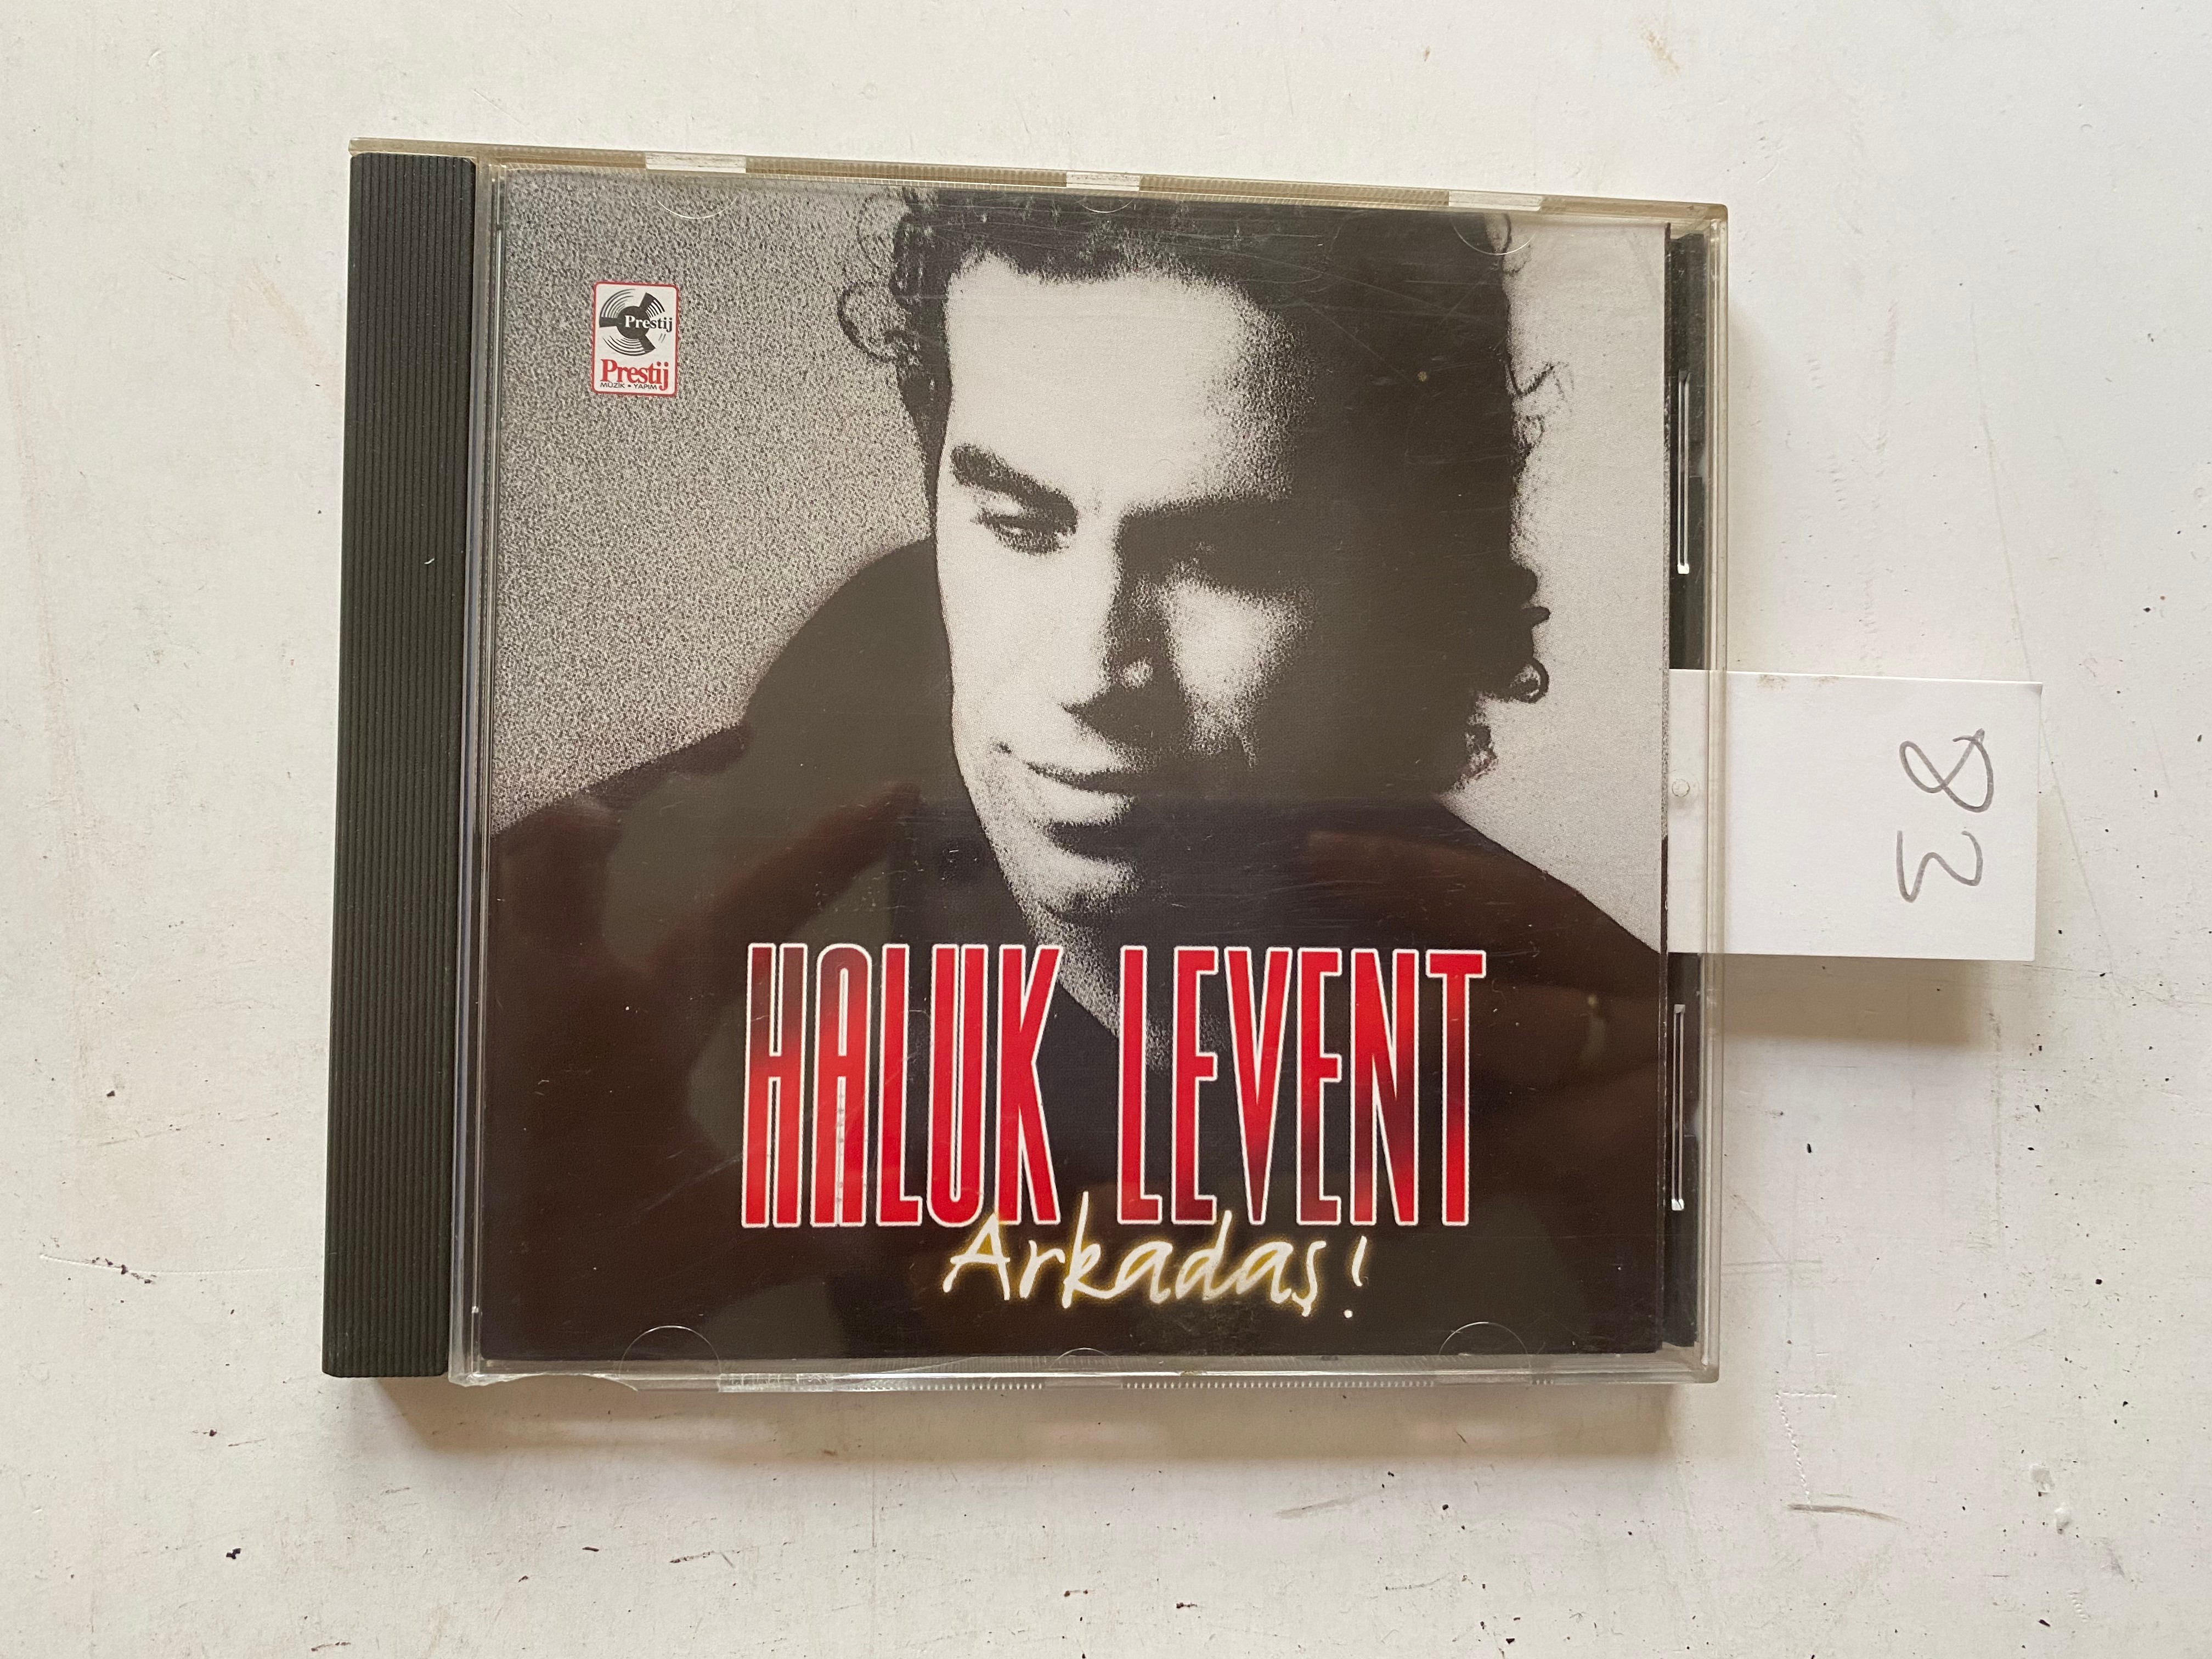 Prestij
Prestij
MÜZİK • YAPIM
HALUK LEVENT
Arkadaş!
83